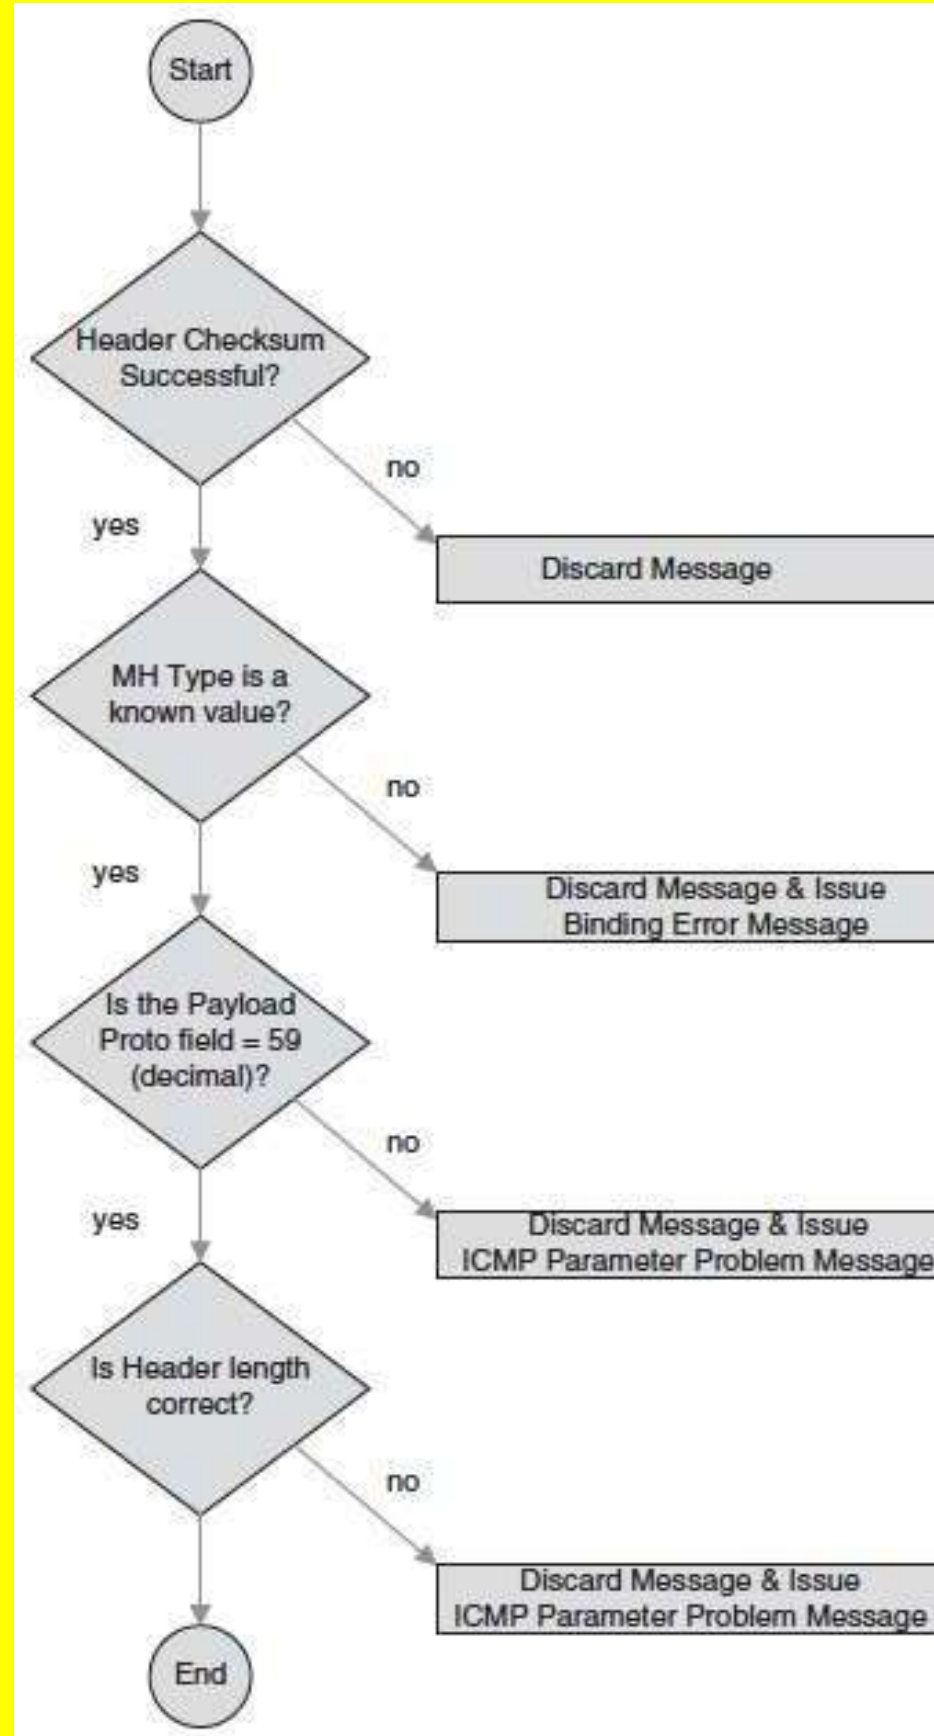 Start
Header Checksum
Successful?
no
yes
Discard Message
MH Type is a
known value?
no
yes
Discard Message & Issue
Binding Error Message
Is the Payload
Proto field = 59
(decimal)?
no
yes
Discard Message & Issue
ICMP Parameter Problem Message
Is Header length
correct?
no
Discard Message & Issue
ICMP Parameter Problem Message
End